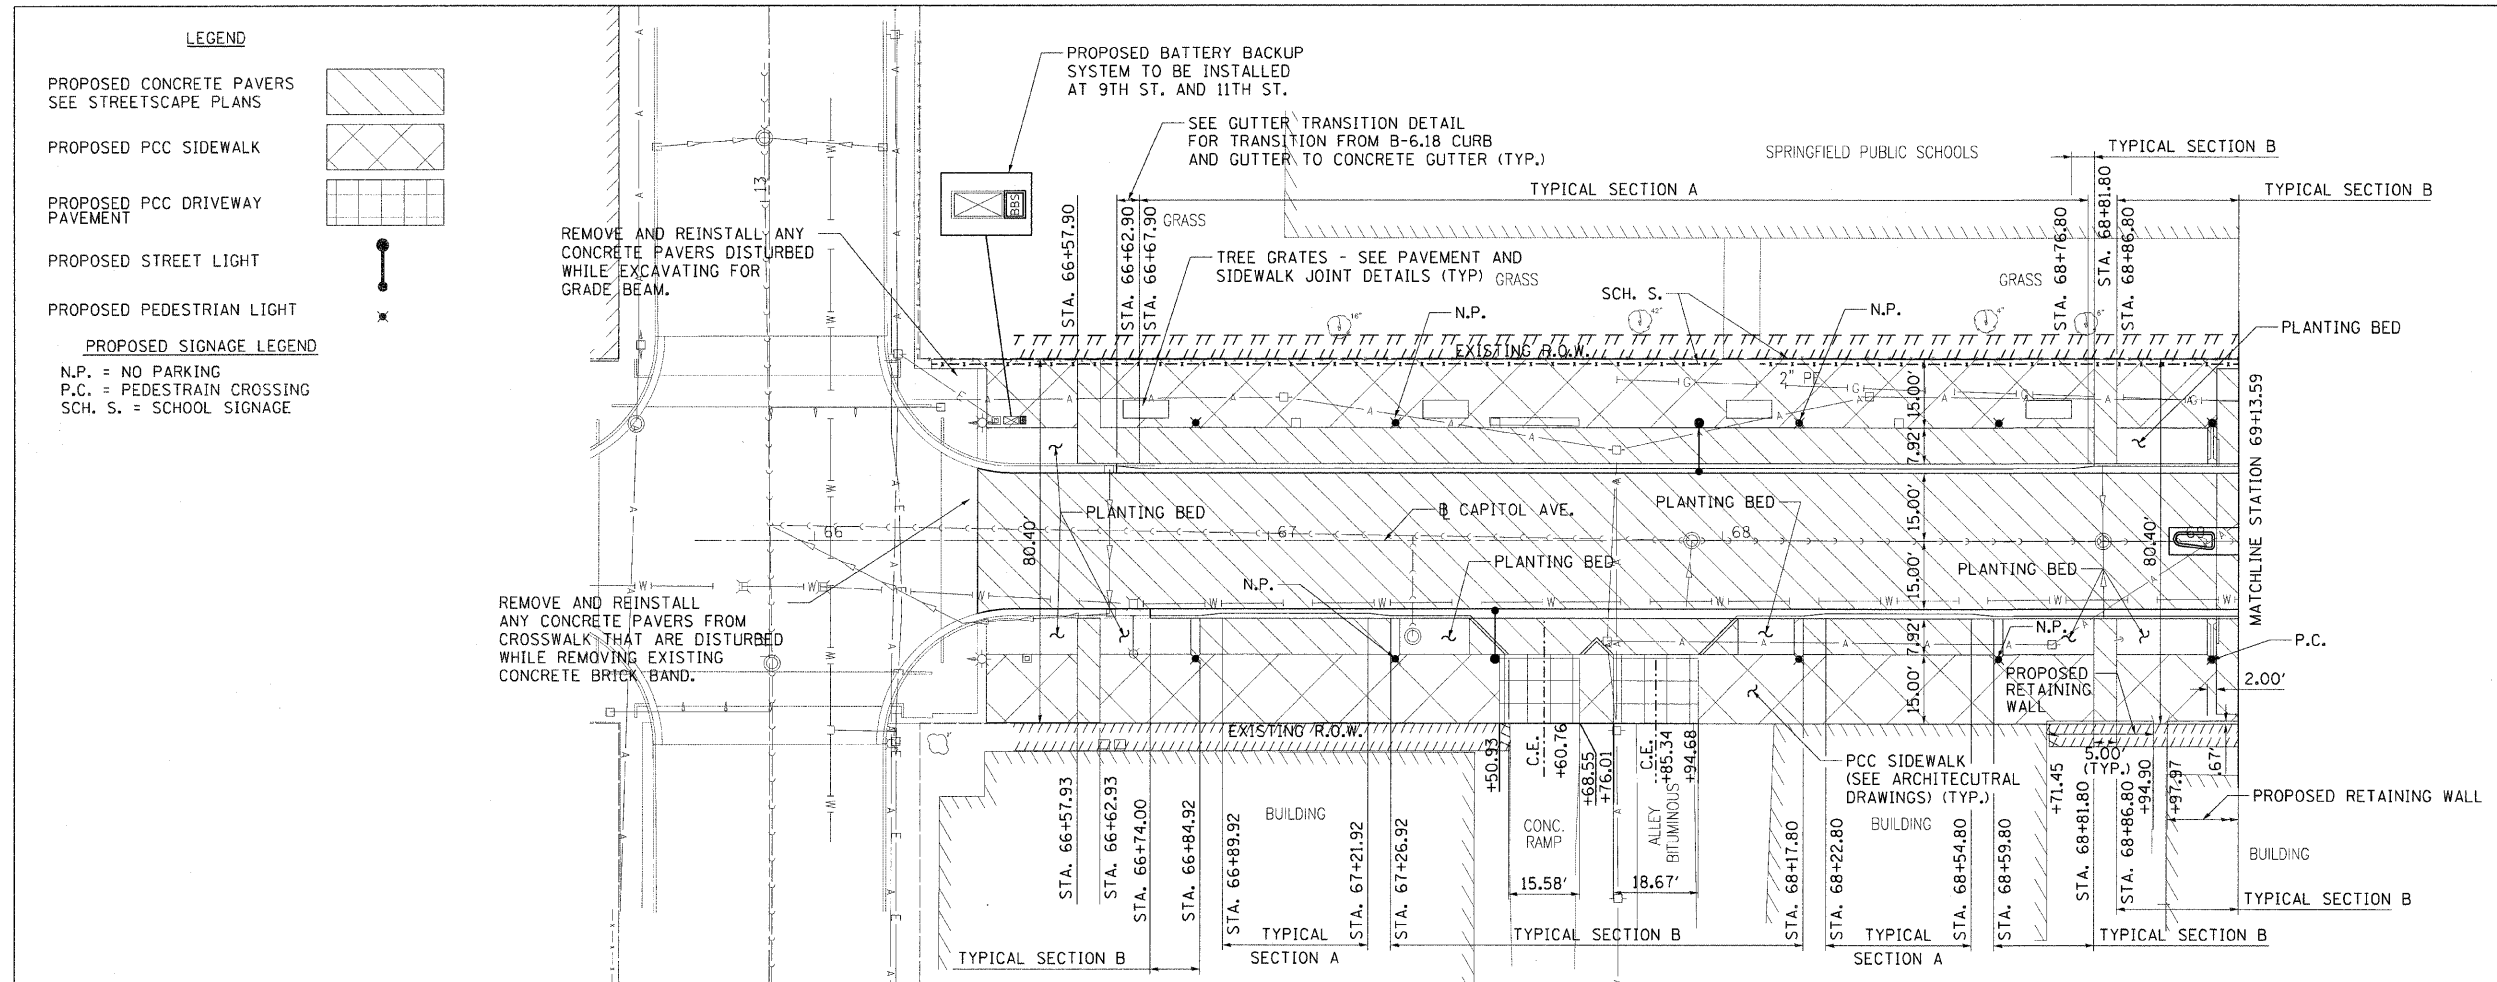 LEGEND
PROPOSED CONCRETE PAVERS
SEE STREETSCAPE PLANS
PROPOSED PCC SIDEWALK
PROPOSED PCC DRIVEWAY
PAVEMENT
PROPOSED STREET LIGHT
PROPOSED PEDESTRIAN LIGHT
PROPOSED SIGNAGE LEGEND
N.P. = NO PARKING
P.C. = PEDESTRAIN CROSSING
SCH. S. = SCHOOL SIGNAGE
PROPOSED BATTERY BACKUP
SYSTEM TO BE INSTALLED
AT 9TH ST. AND 11TH ST.
BBS
SEE GUTTER TRANSITION DETAIL
FOR TRANSITION FROM B-6.18 CURB
AND GUTTER TO CONCRETE GUTTER (TYP.)
SPRINGFIELD PUBLIC SCHOOLS
TYPICAL SECTION B
TYPICAL SECTION A
TYPICAL SECTION B
REMOVE AND REINSTALL ANY
CONCRETE PAVERS DISTURBED
WHILE EXCAVATING FOR
GRADE BEAM.
STA. 66+57.90
STA. 66+62.90
STA. 66+67.90
GRASS
TREE GRATES - SEE PAVEMENT AND
SIDEWALK JOINT DETAILS (TYP)
GRASS
GRASS
STA. 68+76.80
STA. 68+81.80
STA. 68+86.80
SCH. S.
N.P.
N.P.
16"
42"
4"
6"
PLANTING BED
EXISTING R.O.W.
2" PE
15.00'
7.92'
15.00'
15.00'
7.92'
15.00'
13
66
67
68
69
80.40'
80.40'
PLANTING BED
℄ CAPITOL AVE.
PLANTING BED
PLANTING BED
PLANTING BED
N.P.
N.P.
P.C.
MATCHLINE STATION 69+13.59
REMOVE AND REINSTALL
ANY CONCRETE PAVERS FROM
CROSSWALK THAT ARE DISTURBED
WHILE REMOVING EXISTING
CONCRETE BRICK BAND.
PROPOSED
RETAINING
WALL
2.00'
EXISTING R.O.W.
PCC SIDEWALK
(SEE ARCHITECUTRAL
DRAWINGS) (TYP.)
5.00'
(TYP.)
.67'
PROPOSED RETAINING WALL
+50.93
C.E.
+60.76
+68.55
+76.01
C.E.
+85.34
+94.68
+71.45
+94.90
+97.97
BUILDING
CONC.
RAMP
ALLEY
BITUMINOUS
BUILDING
BUILDING
15.58'
18.67'
STA. 66+57.93
STA. 66+62.93
STA. 66+74.00
STA. 66+84.92
STA. 66+89.92
STA. 67+21.92
STA. 67+26.92
STA. 68+17.80
STA. 68+22.80
STA. 68+54.80
STA. 68+59.80
STA. 68+81.80
STA. 68+86.80
TYPICAL SECTION B
TYPICAL SECTION B
TYPICAL
SECTION A
TYPICAL SECTION B
TYPICAL
SECTION A
TYPICAL SECTION B